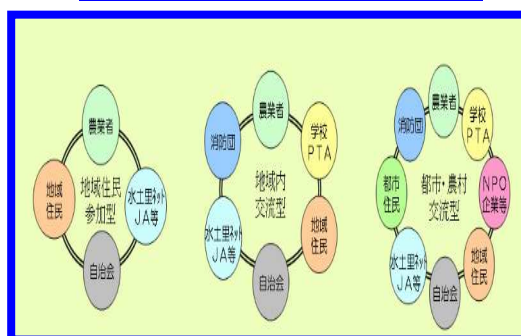 農業者
地域
住民
地域住民
参加型
水土里ネット
JA等
自治会
農業者
消防団
学校
PTA
地域内
交流型
水土里ネット
JA等
地域
住民
自治会
農業者
消防団
学校
PTA
都市
住民
都市・農村
交流型
NPO
企業等
水土里ネット
JA等
地域
住民
自治会